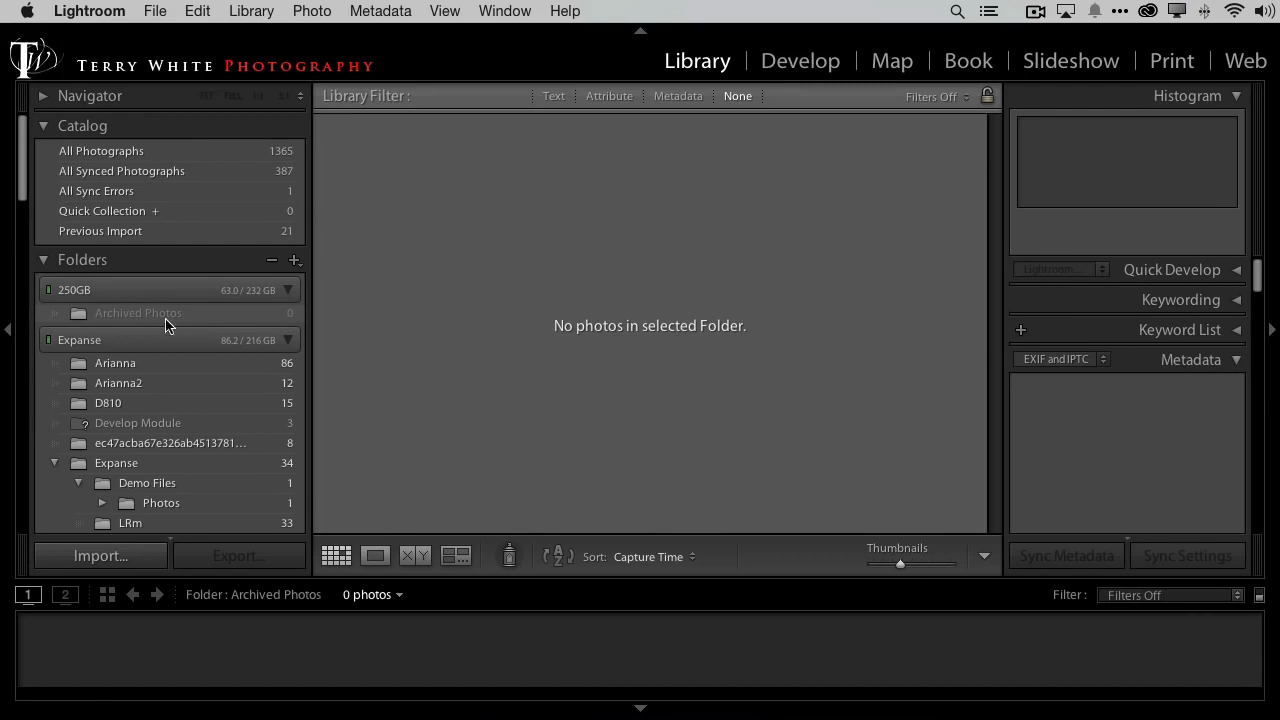 Lightroom File Edit Library Photo Metadata View Window Help
TERRY WHITE PHOTOGRAPHY
Library | Develop | Map | Book | Slideshow | Print | Web
Navigator
Catalog
All Photographs 1365
All Synced Photographs 387
All Sync Errors 1
Quick Collection + 0
Previous Import 21
Folders
250GB 63.0 / 232 GB
Archived Photos 0
Expanse 86.2 / 216 GB
Arianna 86
Arianna2 12
D810 15
Develop Module 3
ec47acba67e326ab4513781... 8
Expanse 34
Demo Files 1
Photos 1
LRm 33
Import...
Export...
Library Filter : Text Attribute Metadata None Filters Off
No photos in selected Folder.
X Y
Sort: Capture Time
Thumbnails
Histogram
Lightroom... Quick Develop
Keywording
Keyword List
EXIF and IPTC Metadata
Sync Metadata Sync Settings
1 2 Folder : Archived Photos 0 photos
Filter : Filters Off